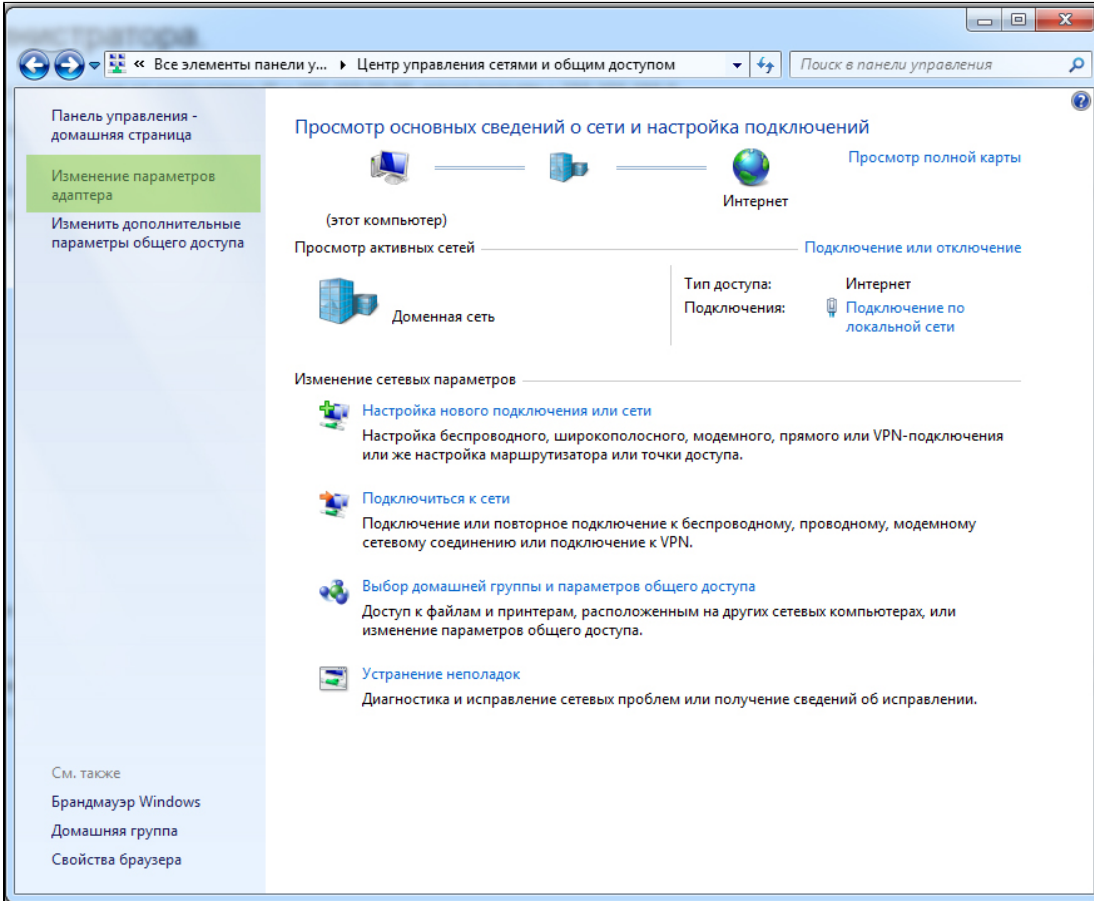 нистратора.
« Все элементы панели у... ▸ Центр управления сетями и общим доступом
Поиск в панели управления
Панель управления -
домашняя страница
Изменение параметров
адаптера
Изменить дополнительные
параметры общего доступа
Просмотр основных сведений о сети и настройка подключений
Просмотр полной карты
(этот компьютер)
Интернет
Просмотр активных сетей
Подключение или отключение
Доменная сеть
Тип доступа: Интернет
Подключения: Подключение по
локальной сети
Изменение сетевых параметров
Настройка нового подключения или сети
Настройка беспроводного, широкополосного, модемного, прямого или VPN-подключения
или же настройка маршрутизатора или точки доступа.
Подключиться к сети
Подключение или повторное подключение к беспроводному, проводному, модемному
сетевому соединению или подключение к VPN.
Выбор домашней группы и параметров общего доступа
Доступ к файлам и принтерам, расположенным на других сетевых компьютерах, или
изменение параметров общего доступа.
Устранение неполадок
Диагностика и исправление сетевых проблем или получение сведений об исправлении.
См. также
Брандмауэр Windows
Домашняя группа
Свойства браузера